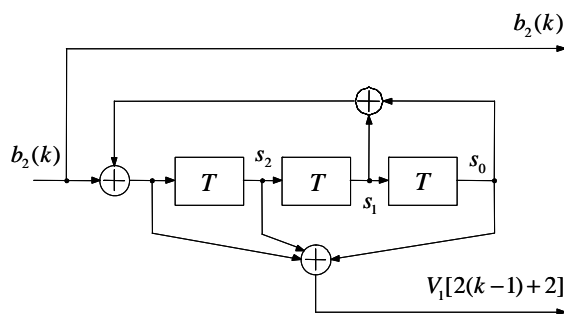 b₂(k)
b₂(k)
s₂
s₀
T
T
T
s₁
V₁[2(k−1)+2]